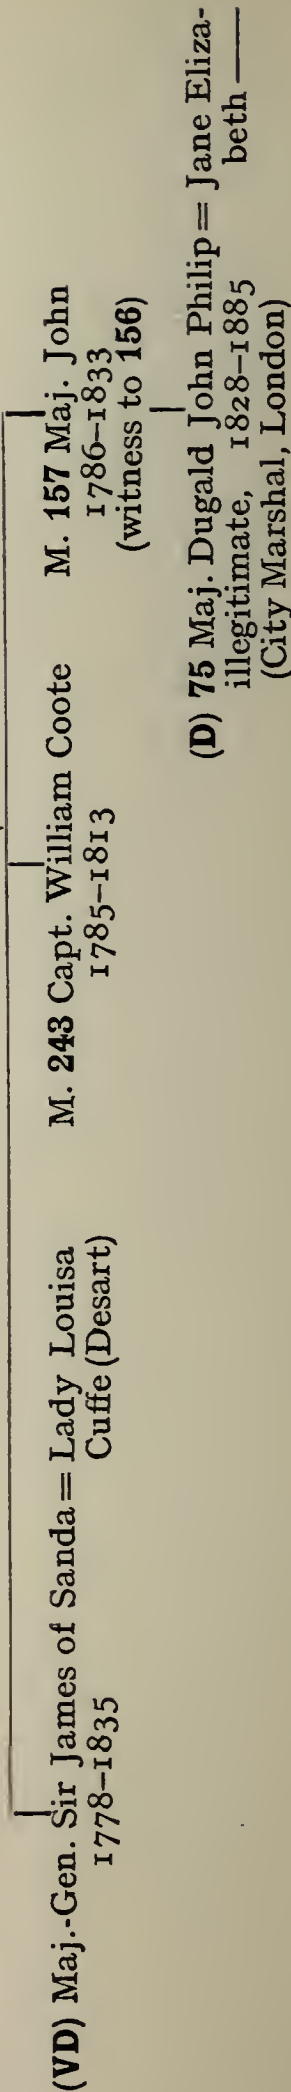 (VD) Maj.-Gen. Sir James of Sanda = Lady Louisa
1778–1835
Cuffe (Desart)
M. 243 Capt. William Coote
1785–1813
M. 157 Maj. John
1786–1833
(witness to 156)
(D) 75 Maj. Dugald John Philip = Jane Eliza-
illegitimate, 1828–1885
beth ——
(City Marshal, London)